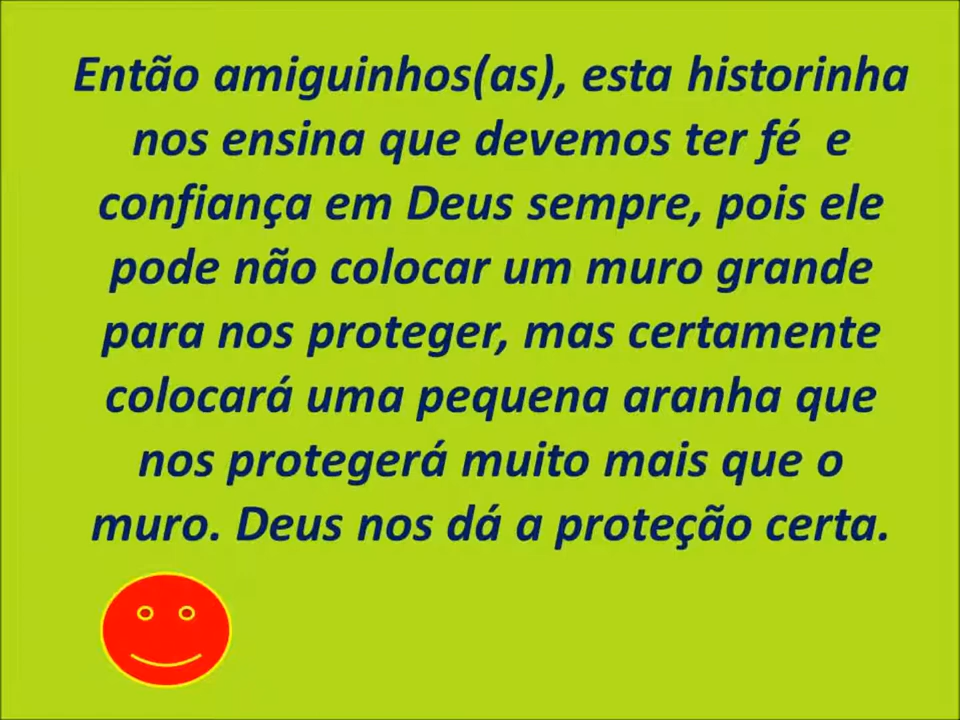 Então amiguinhos(as), esta historinha
nos ensina que devemos ter fé e
confiança em Deus sempre, pois ele
pode não colocar um muro grande
para nos proteger, mas certamente
colocará uma pequena aranha que
nos protegerá muito mais que o
muro. Deus nos dá a proteção certa.